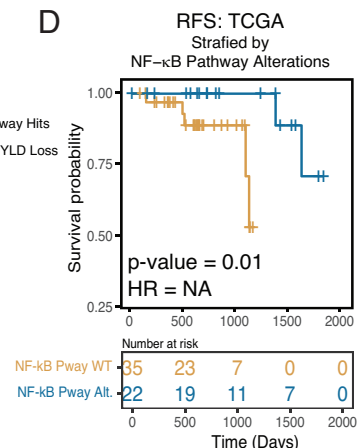 D
RFS: TCGA
Strafied by
NF-κB Pathway Alterations
way Hits
YLD Loss
Survival probability
1.00
0.75
0.50
0.25
p-value = 0.01
HR = NA
0 500 1000 1500 2000
Number at risk
NF-kB Pway WT 35 23 7 0 0
NF-kB Pway Alt. 22 19 11 7 0
0 500 1000 1500 2000
Time (Days)